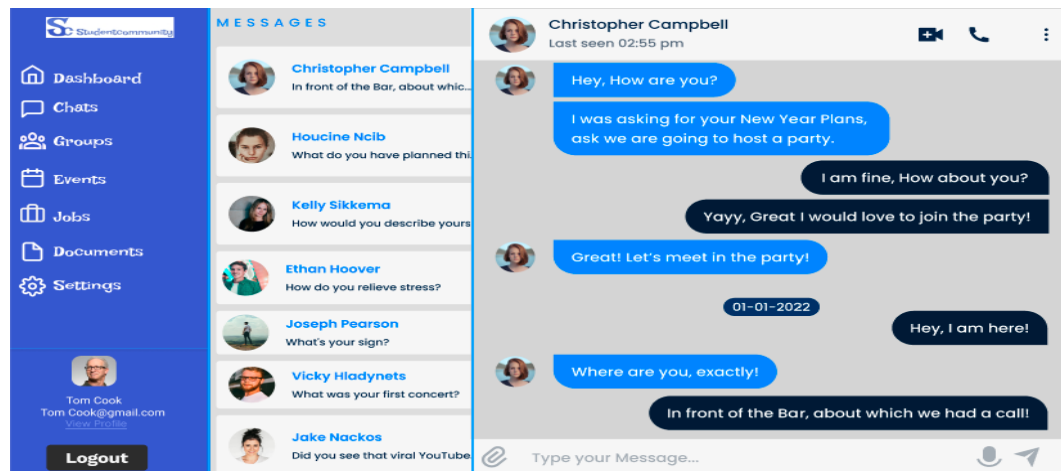 Sc Studentcommunity
Dashboard
Chats
Groups
Events
Jobs
Documents
Settings
Tom Cook
Tom Cook@gmail.com
View Profile
Logout
MESSAGES
Christopher Campbell
In front of the Bar, about whic...
Houcine Ncib
What do you have planned thi
Kelly Sikkema
How would you describe yours
Ethan Hoover
How do you relieve stress?
Joseph Pearson
What's your sign?
Vicky Hladynets
What was your first concert?
Jake Nackos
Did you see that viral YouTube
Christopher Campbell
Last seen 02:55 pm
Hey, How are you?
I was asking for your New Year Plans,
ask we are going to host a party.
I am fine, How about you?
Yayy, Great I would love to join the party!
Great! Let's meet in the party!
01-01-2022
Hey, I am here!
Where are you, exactly!
In front of the Bar, about which we had a call!
Type your Message...